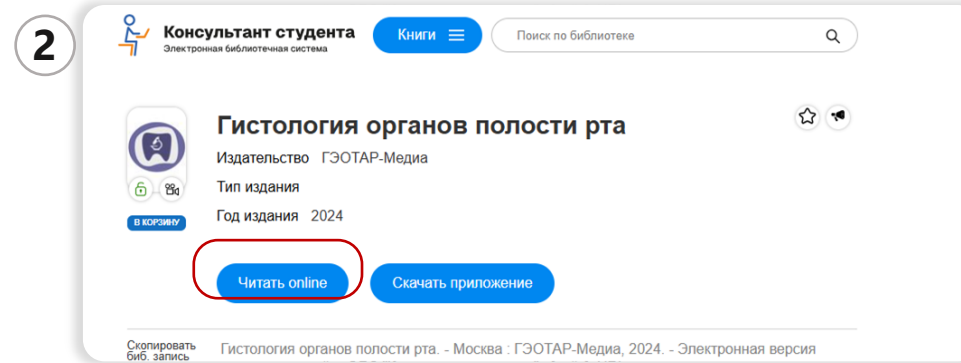 2
Консультант студента
Электронная библиотечная система
Книги
Поиск по библиотеке
Гистология органов полости рта
Издательство ГЭОТАР-Медиа
Тип издания
Год издания 2024
В КОРЗИНУ
Читать online
Скачать приложение
Скопировать
биб. запись
Гистология органов полости рта. - Москва : ГЭОТАР-Медиа, 2024. - Электронная версия